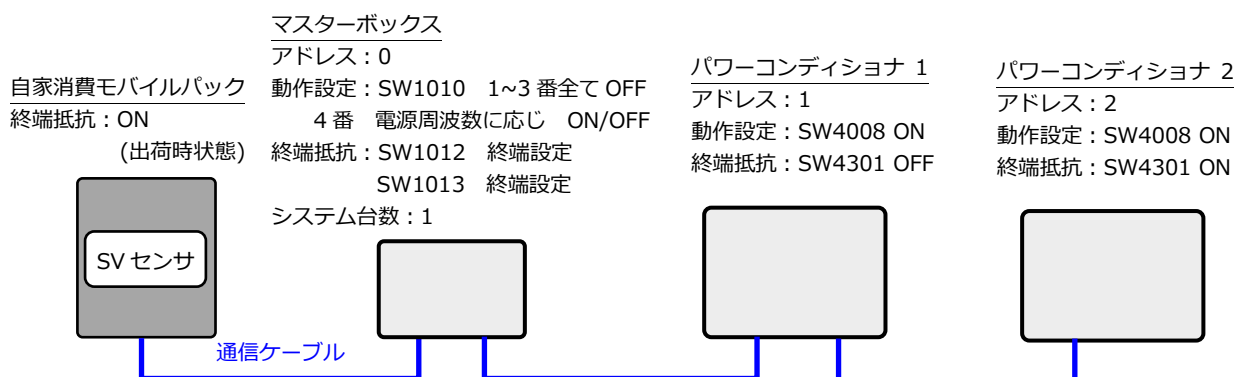 自家消費モバイルパック
終端抵抗：ON
(出荷時状態)
SV センサ
マスターボックス
アドレス：0
動作設定：SW1010　1~3 番全て OFF
4 番　電源周波数に応じ　ON/OFF
終端抵抗：SW1012　終端設定
SW1013　終端設定
システム台数：1
パワーコンディショナ 1
アドレス：1
動作設定：SW4008 ON
終端抵抗：SW4301 OFF
パワーコンディショナ 2
アドレス：2
動作設定：SW4008 ON
終端抵抗：SW4301 ON
通信ケーブル